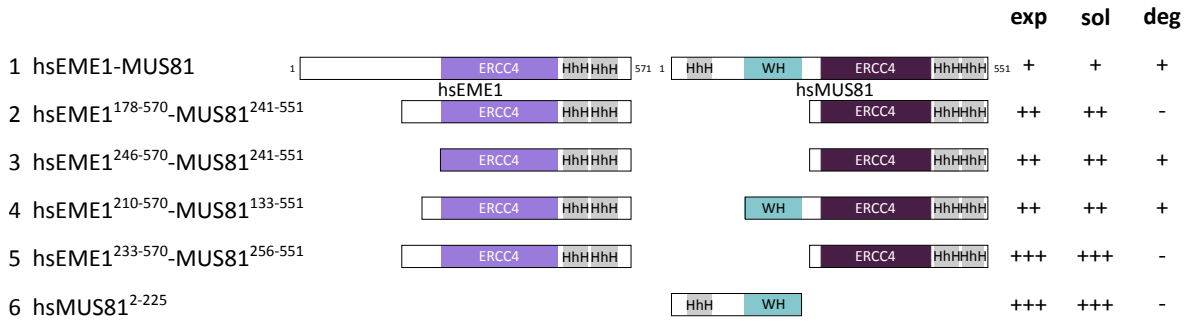 exp sol deg
1 hsEME1-MUS81 1 ERCC4 HhH HhH 571 1 HhH WH ERCC4 HhH HhH 551 + + +
hsEME1 hsMUS81
2 hsEME1178-570-MUS81241-551 ERCC4 HhH HhH ERCC4 HhH HhH ++ ++ -
3 hsEME1246-570-MUS81241-551 ERCC4 HhH HhH ERCC4 HhH HhH ++ ++ +
4 hsEME1210-570-MUS81133-551 ERCC4 HhH HhH WH ERCC4 HhH HhH ++ ++ +
5 hsEME1233-570-MUS81256-551 ERCC4 HhH HhH ERCC4 HhH HhH +++ +++ -
6 hsMUS812-225 HhH WH +++ +++ -